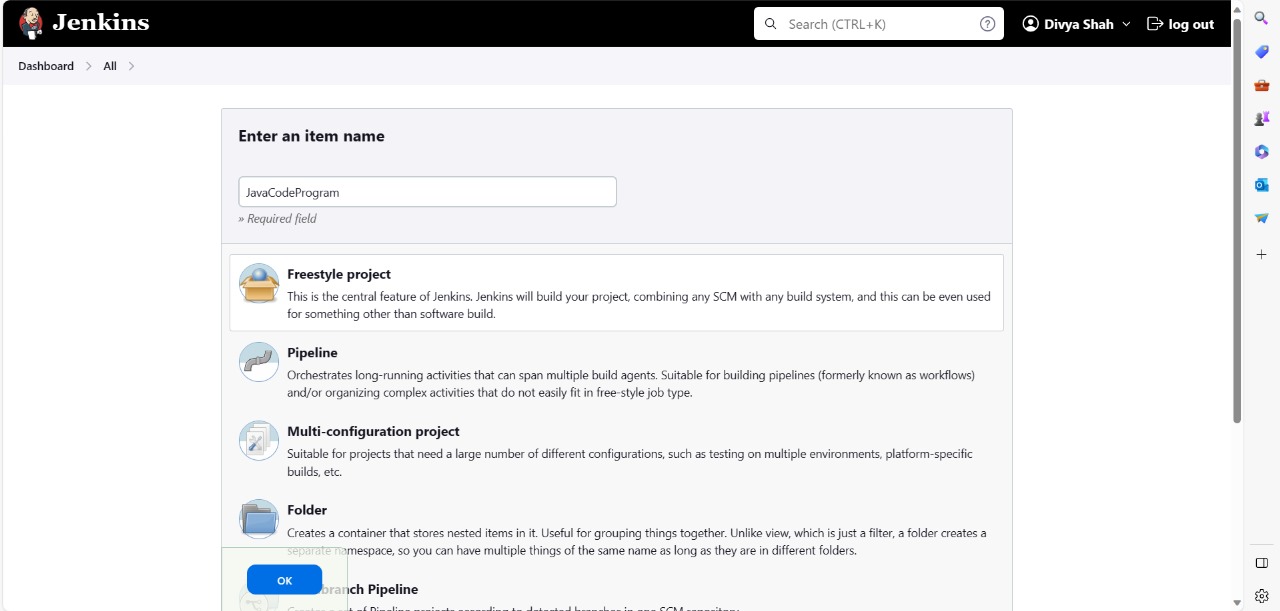 Jenkins
Search (CTRL+K)
Divya Shah
log out
Dashboard
All
Enter an item name
JavaCodeProgram
» Required field
Freestyle project
This is the central feature of Jenkins. Jenkins will build your project, combining any SCM with any build system, and this can be even used
for something other than software build.
Pipeline
Orchestrates long-running activities that can span multiple build agents. Suitable for building pipelines (formerly known as workflows)
and/or organizing complex activities that do not easily fit in free-style job type.
Multi-configuration project
Suitable for projects that need a large number of different configurations, such as testing on multiple environments, platform-specific
builds, etc.
Folder
Creates a container that stores nested items in it. Useful for grouping things together. Unlike view, which is just a filter, a folder creates a
separate namespace, so you can have multiple things of the same name as long as they are in different folders.
OK
branch Pipeline